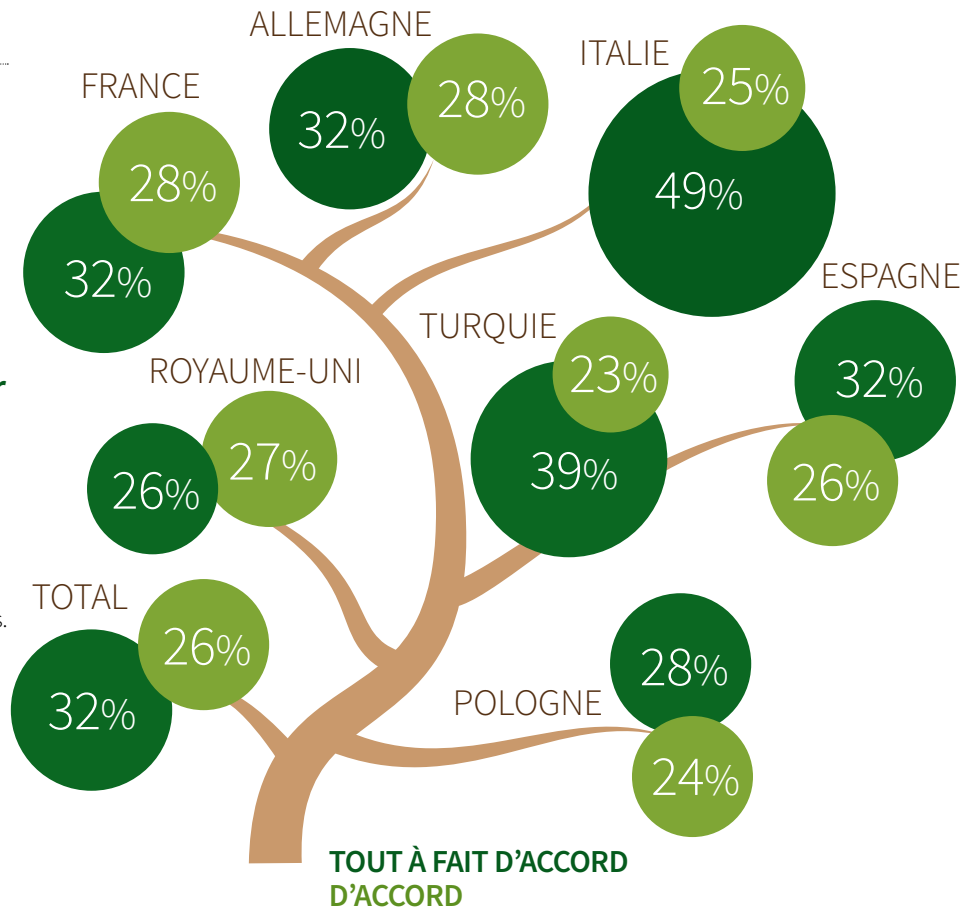 ALLEMAGNE
32%
28%
ITALIE
25%
49%
FRANCE
28%
32%
ESPAGNE
32%
26%
TURQUIE
23%
39%
ROYAUME-UNI
26%
27%
TOTAL
26%
32%
POLOGNE
28%
24%
TOUT À FAIT D'ACCORD
D'ACCORD